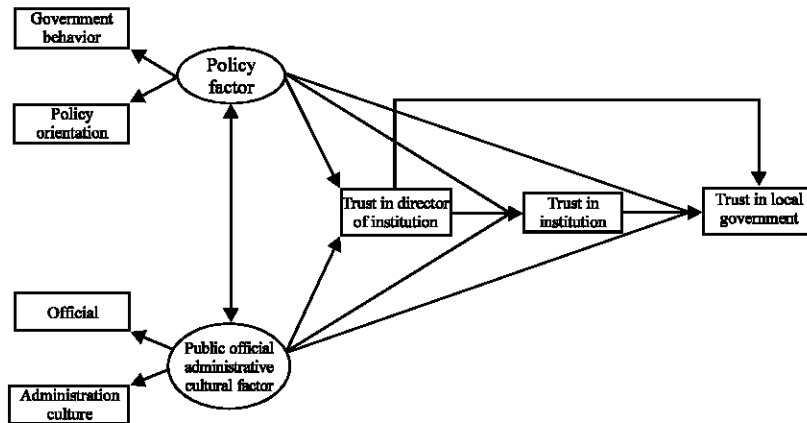 Government
behavior
Policy
factor
Policy
orientation
Trust in director
of institution
Trust in
institution
Trust in local
government
Official
Public official
administrative
cultural factor
Administration
culture